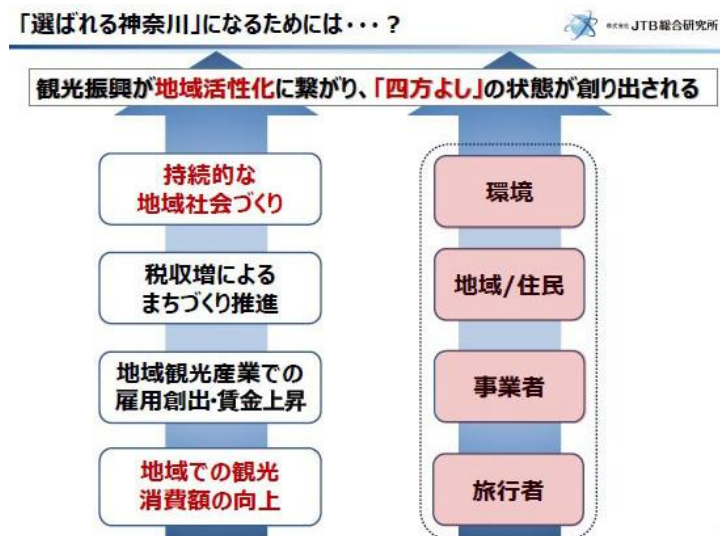 「選ばれる神奈川」になるためには・・・？
株式会社 JTB総合研究所
観光振興が地域活性化に繋がり、「四方よし」の状態が創り出される
持続的な
地域社会づくり
環境
税収増による
まちづくり推進
地域/住民
地域観光産業での
雇用創出・賃金上昇
事業者
地域での観光
消費額の向上
旅行者